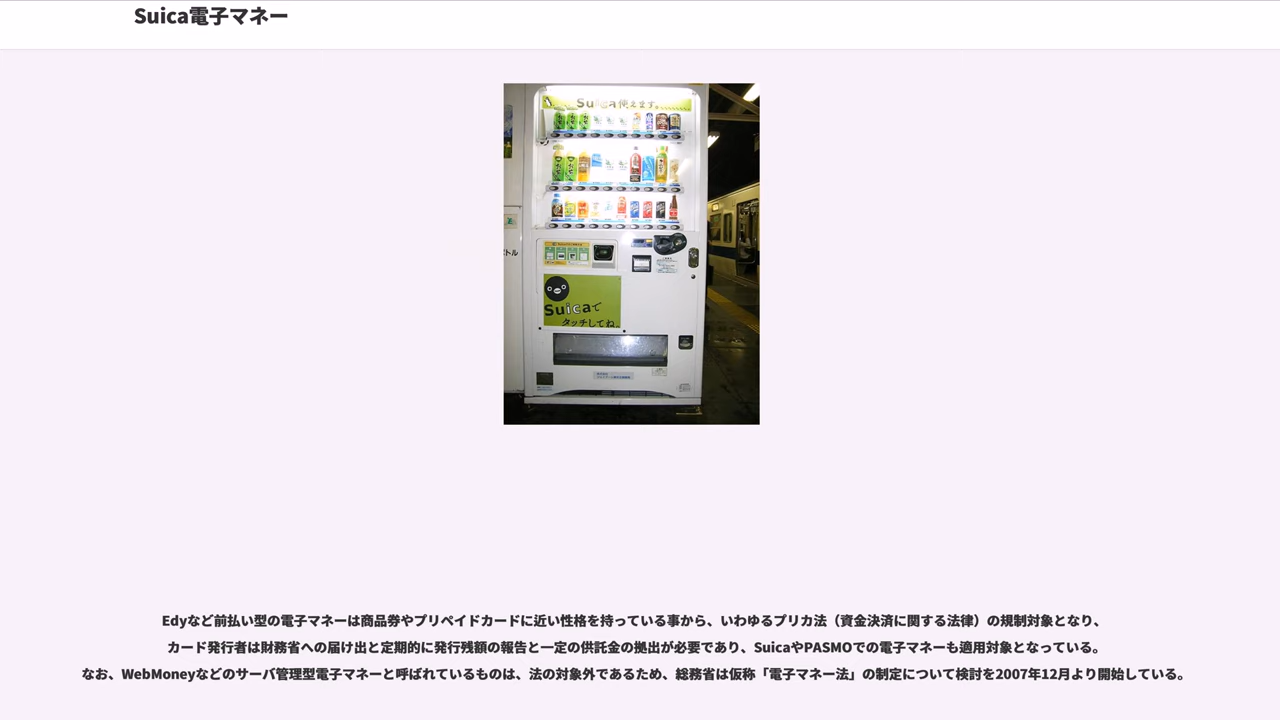 Suica電子マネー
Suica使えます。
トル
Suicaで
タッチしてね。
Edyなど前払い型の電子マネーは商品券やプリペイドカードに近い性格を持っている事から、いわゆるプリカ法（資金決済に関する法律）の規制対象となり、
カード発行者は財務省への届け出と定期的に発行残額の報告と一定の供託金の拠出が必要であり、SuicaやPASMOでの電子マネーも適用対象となっている。
なお、WebMoneyなどのサーバ管理型電子マネーと呼ばれているものは、法の対象外であるため、総務省は仮称「電子マネー法」の制定について検討を2007年12月より開始している。